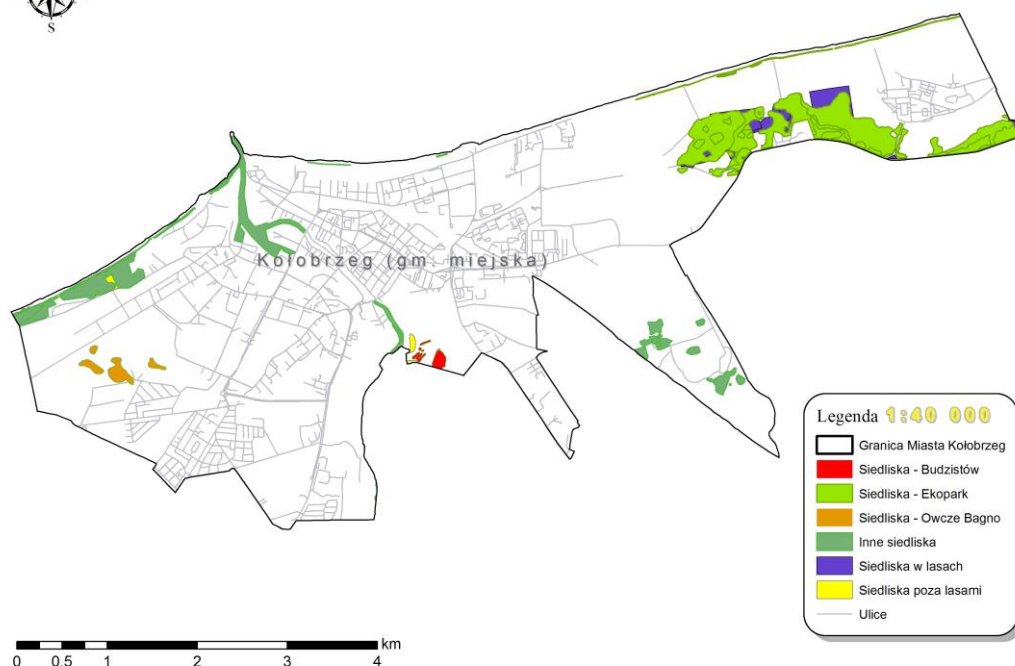 S
Kołobrzeg (gm. miejska)
Legenda 1:40 000
Granica Miasta Kołobrzeg
Siedliska - Budzistów
Siedliska - Ekopark
Siedliska - Owcze Bagno
Inne siedliska
Siedliska w lasach
Siedliska poza lasami
Ulice
km
0 0.5 1 2 3 4